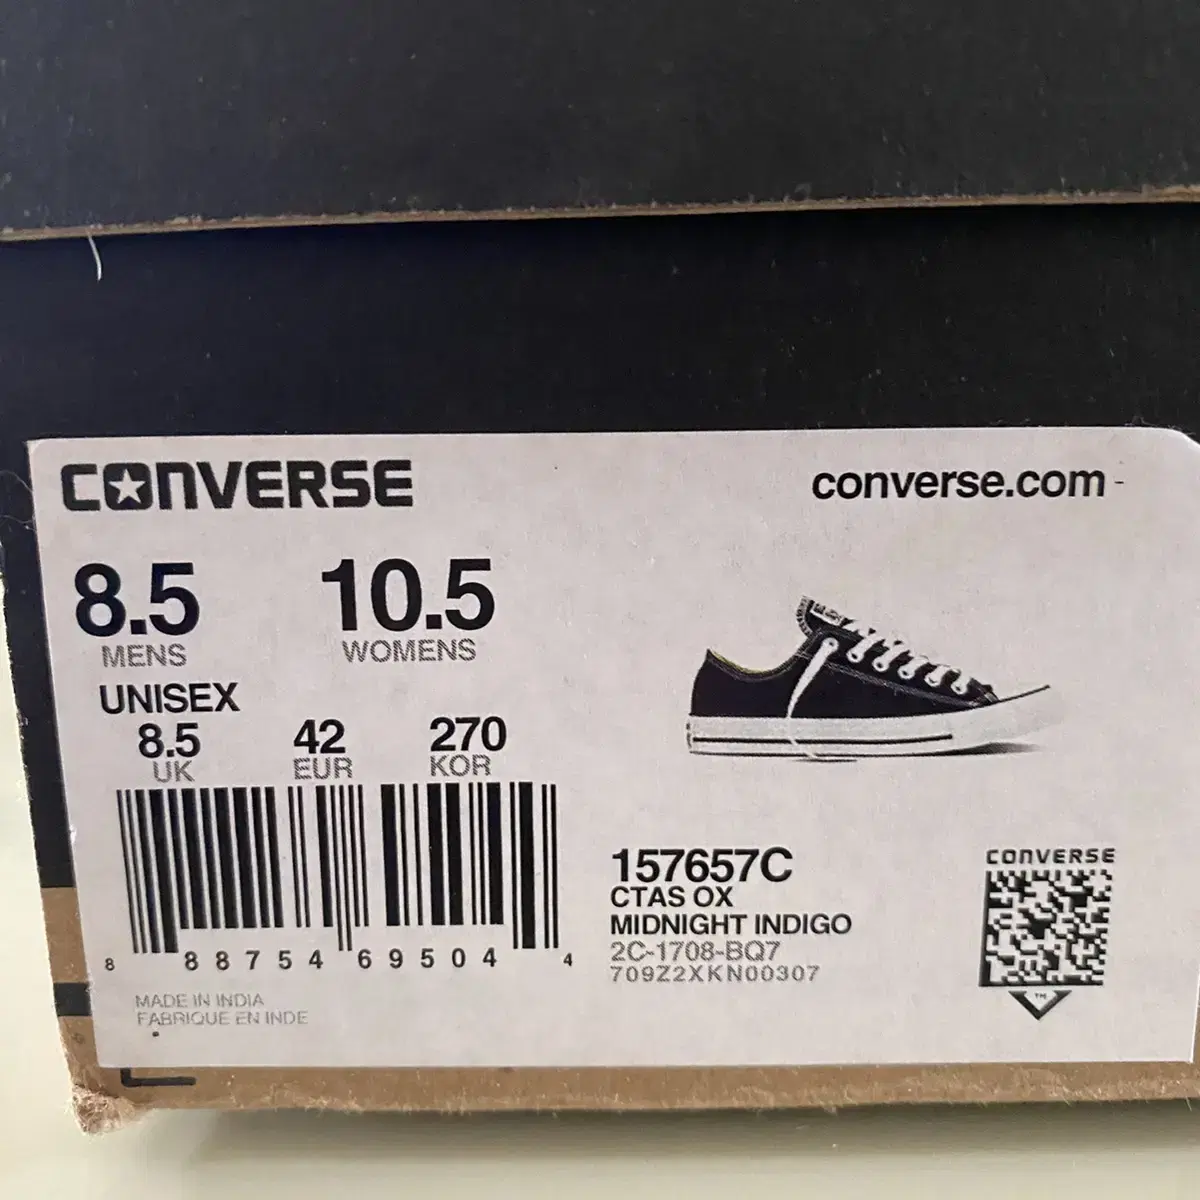 CONVERSE
converse.com
8.5 10.5
MENS WOMENS
UNISEX
8.5 42 270
UK EUR KOR
8 88754 69504 4
MADE IN INDIA
FABRIQUE EN INDE
157657C
CTAS OX
MIDNIGHT INDIGO
2C-1708-BQ7
709Z2XKN00307
CONVERSE
TM